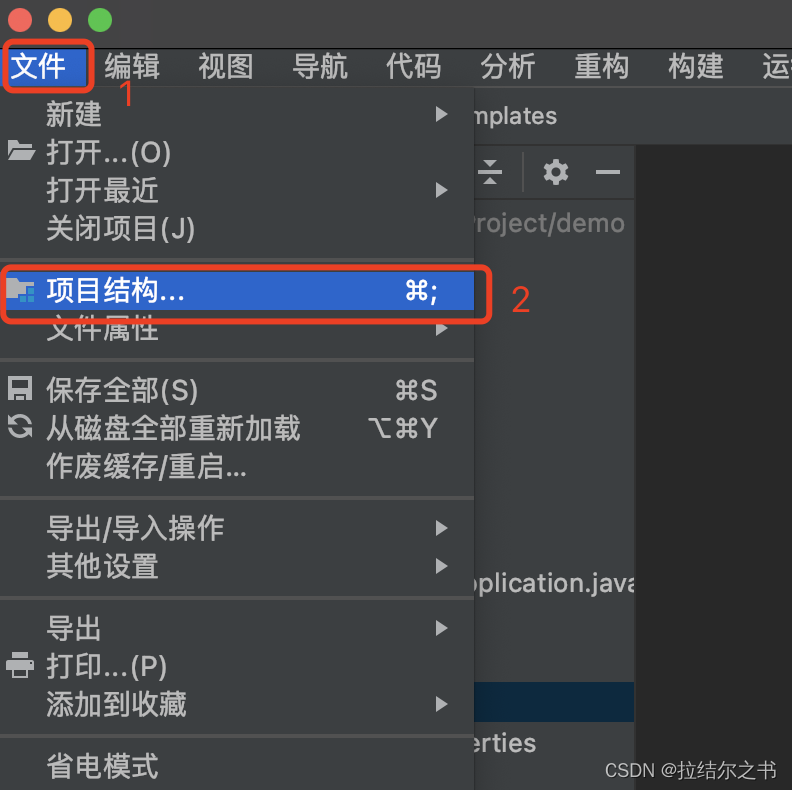 文件 编辑 视图 导航 代码 分析 重构 构建
1
新建
mplates
打开...(O)
打开最近
关闭项目(J)
roject/demo
项目结构... ⌘;
2
文件属性
保存全部(S) ⌘S
从磁盘全部重新加载 ⌥⌘Y
作废缓存/重启...
导出/导入操作
其他设置
plication.java
导出
打印...(P)
添加到收藏
erties
省电模式
CSDN @拉结尔之书